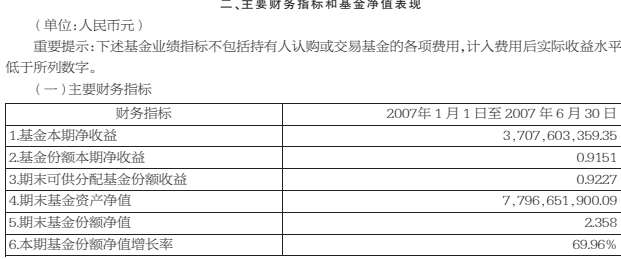 二、主要财务指标和基金净值表现
（单位：人民币元）
重要提示：下述基金业绩指标不包括持有人认购或交易基金的各项费用，计入费用后实际收益水平
低于所列数字。
（一）主要财务指标
财务指标 2007年1月1日至2007年6月30日
1.基金本期净收益 3,707,603,359.35
2.基金份额本期净收益 0.9151
3.期末可供分配基金份额收益 0.9227
4.期末基金资产净值 7,796,651,900.09
5.期末基金份额净值 2.358
6.本期基金份额净值增长率 69.96%